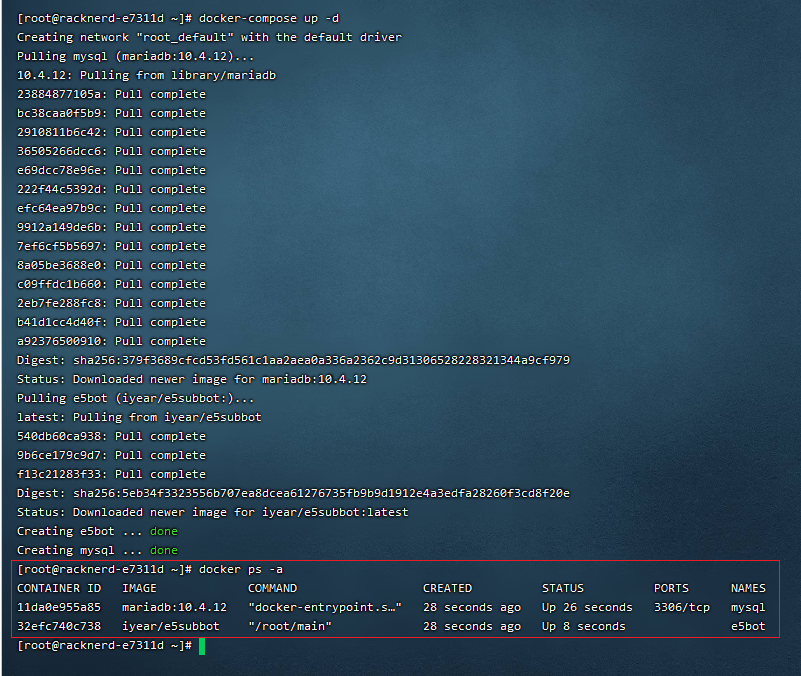 [root@racknerd-e7311d ~]# docker-compose up -d
Creating network "root_default" with the default driver
Pulling mysql (mariadb:10.4.12)...
10.4.12: Pulling from library/mariadb
23884877105a: Pull complete
bc38caa0f5b9: Pull complete
2910811b6c42: Pull complete
36505266dcc6: Pull complete
e69dcc78e96e: Pull complete
222f44c5392d: Pull complete
efc64ea97b9c: Pull complete
9912a149de6b: Pull complete
7ef6cf5b5697: Pull complete
8a05be3688e0: Pull complete
c09ffdc1b660: Pull complete
2eb7fe288fc8: Pull complete
b41d1cc4d40f: Pull complete
a92376500910: Pull complete
Digest: sha256:379f3689cfcd53fd561c1aa2aea0a336a2362c9d31306528228321344a9cf979
Status: Downloaded newer image for mariadb:10.4.12
Pulling e5bot (iyear/e5subbot:)...
latest: Pulling from iyear/e5subbot
540db60ca938: Pull complete
9b6ce179c9d7: Pull complete
f13c21283f33: Pull complete
Digest: sha256:5eb34f3323556b707ea8dcea61276735fb9b9d1912e4a3edfa28260f3cd8f20e
Status: Downloaded newer image for iyear/e5subbot:latest
Creating e5bot ... done
Creating mysql ... done
[root@racknerd-e7311d ~]# docker ps -a
CONTAINER ID   IMAGE            COMMAND                  CREATED          STATUS          PORTS      NAMES
11da0e955a85   mariadb:10.4.12   "docker-entrypoint.s…"   28 seconds ago   Up 26 seconds   3306/tcp   mysql
32efc740c738   iyear/e5subbot    "/root/main"             28 seconds ago   Up 8 seconds               e5bot
[root@racknerd-e7311d ~]#